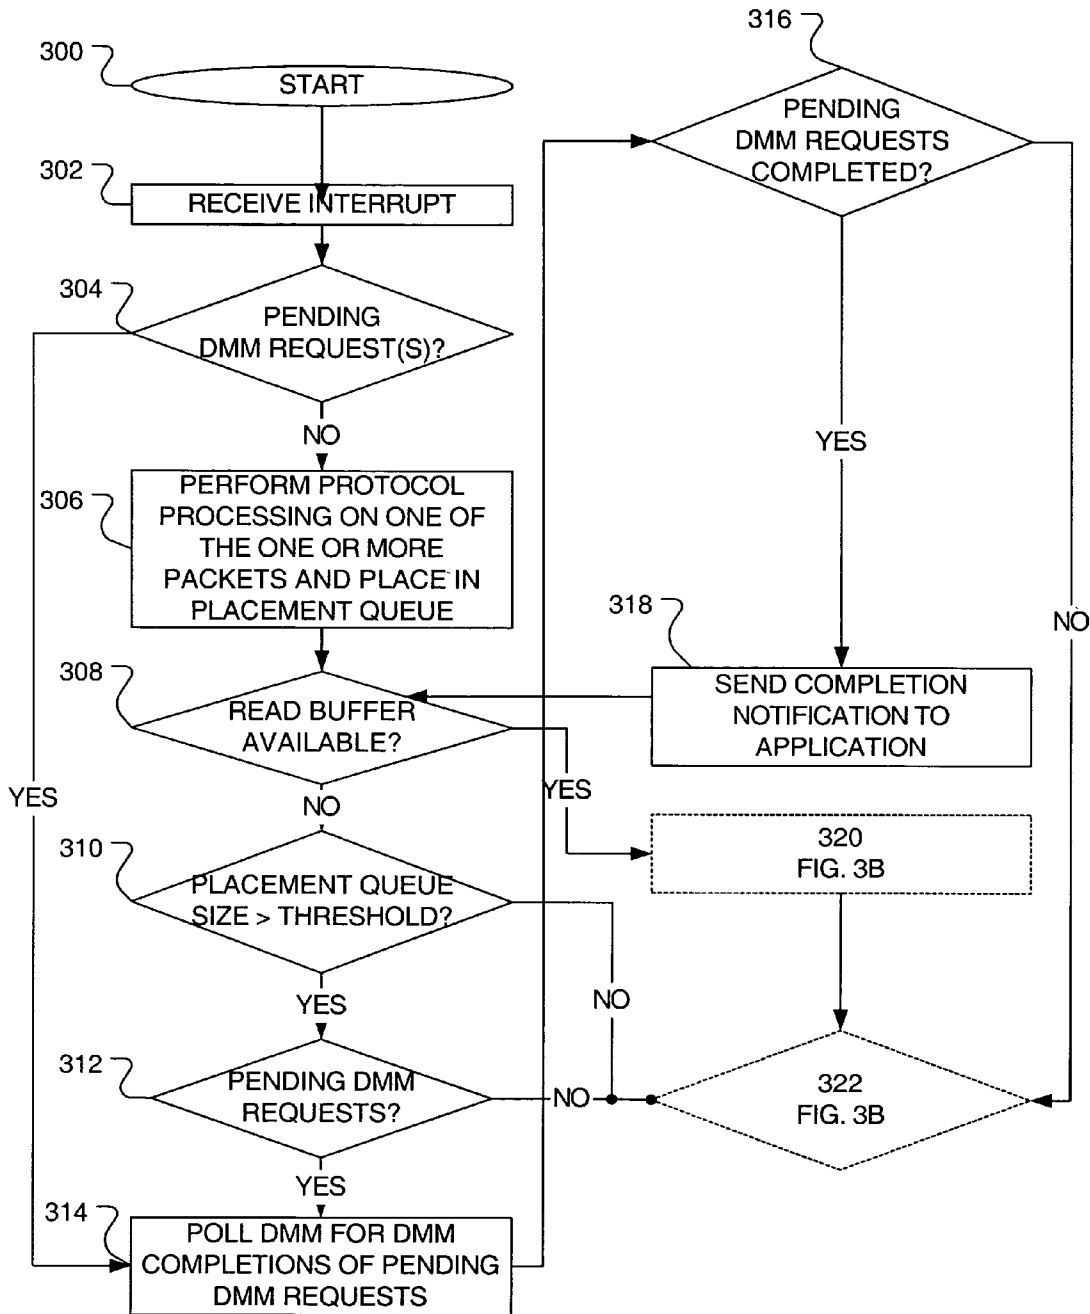 300
START
302
RECEIVE INTERRUPT
304
PENDING
DMM REQUEST(S)?
NO
306
PERFORM PROTOCOL
PROCESSING ON ONE OF
THE ONE OR MORE
PACKETS AND PLACE IN
PLACEMENT QUEUE
308
READ BUFFER
AVAILABLE?
YES
NO
YES
310
PLACEMENT QUEUE
SIZE > THRESHOLD?
YES
NO
312
PENDING DMM
REQUESTS?
NO
YES
314
POLL DMM FOR DMM
COMPLETIONS OF PENDING
DMM REQUESTS
316
PENDING
DMM REQUESTS
COMPLETED?
YES
NO
318
SEND COMPLETION
NOTIFICATION TO
APPLICATION
320
FIG. 3B
322
FIG. 3B